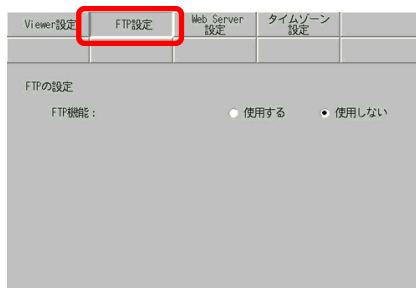 Viewer設定
FTP設定
Web Server
設定
タイムゾーン
設定
FTPの設定
FTP機能：
使用する
使用しない